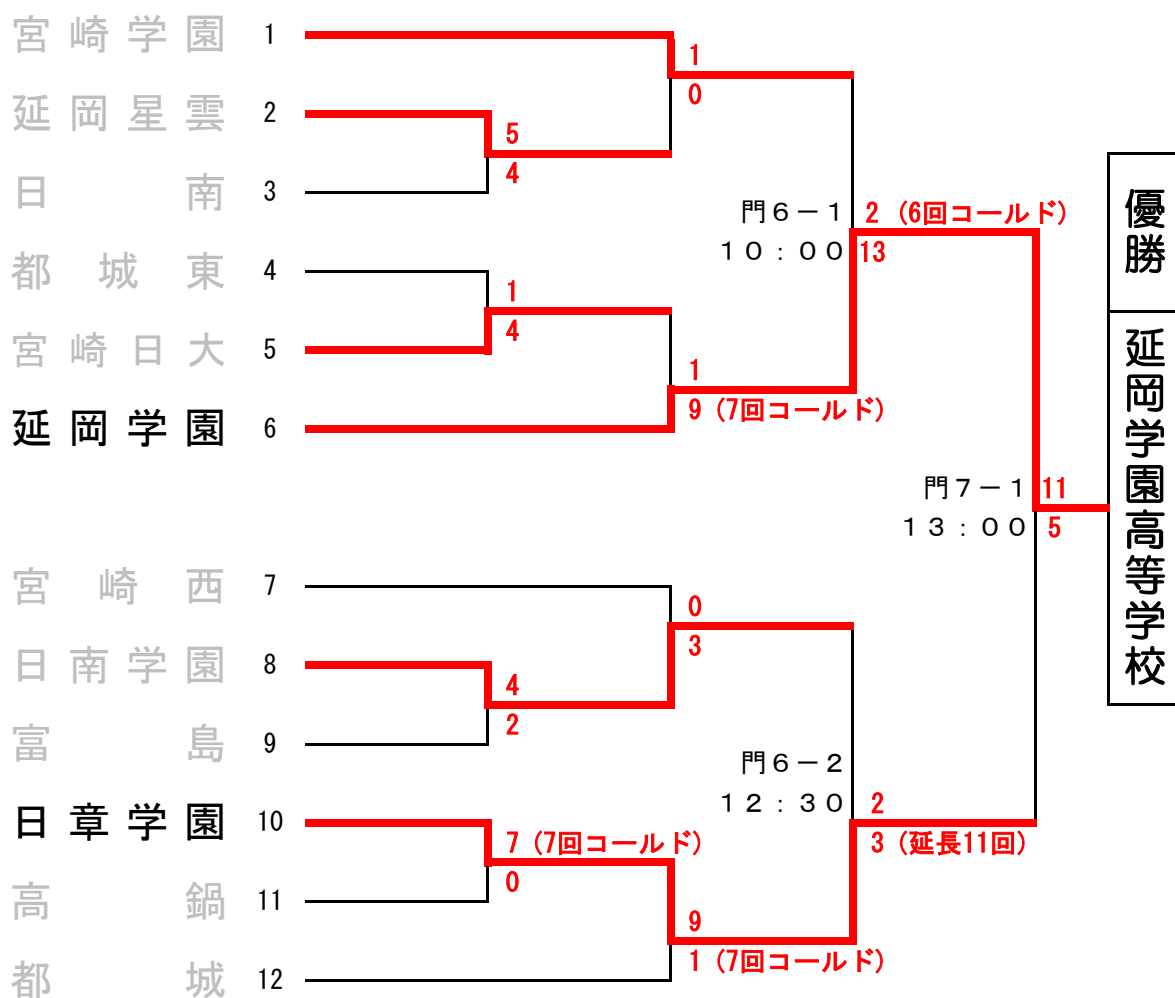 宮崎学園 1
1
0
延岡星雲 2
5
4
日南 3
門6－1
10：00
2（6回コールド）
13
都城東 4
1
4
宮崎日大 5
1
9（7回コールド）
延岡学園 6
門7－1
13：00
11
5
優勝
延岡学園高等学校
宮崎西 7
0
3
日南学園 8
4
2
富島 9
門6－2
12：30
2
3（延長11回）
日章学園 10
7（7回コールド）
0
高鍋 11
9
1（7回コールド）
都城 12